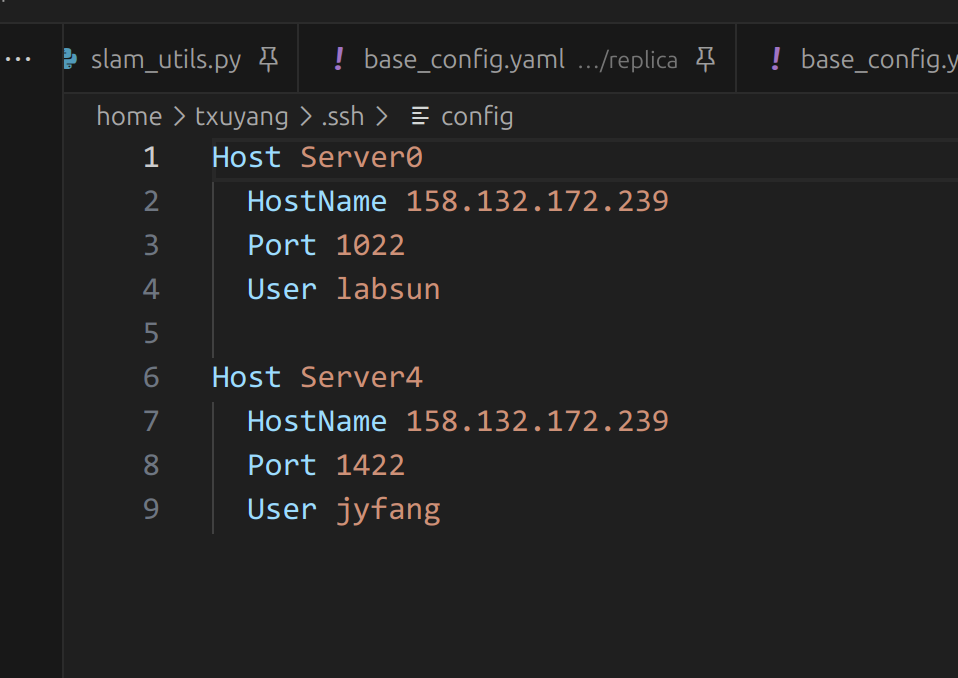 slam_utils.py base_config.yaml .../replica base_config.y
home > txuyang > .ssh > config
1 Host Server0
2 HostName 158.132.172.239
3 Port 1022
4 User labsun
5
6 Host Server4
7 HostName 158.132.172.239
8 Port 1422
9 User jyfang